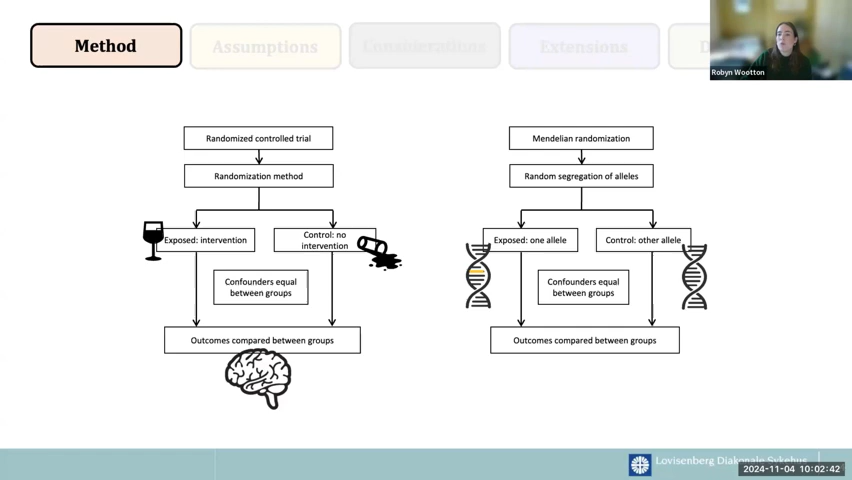 Method
Assumptions
Considerations
Extensions
D
Robyn Wootton
Randomized controlled trial
Randomization method
Exposed: intervention
Control: no
intervention
Confounders equal
between groups
Outcomes compared between groups
Mendelian randomization
Random segregation of alleles
Exposed: one allele
Control: other allele
Confounders equal
between groups
Outcomes compared between groups
Lovisenberg Diakonale Sykehus
2024-11-04 10:02:42